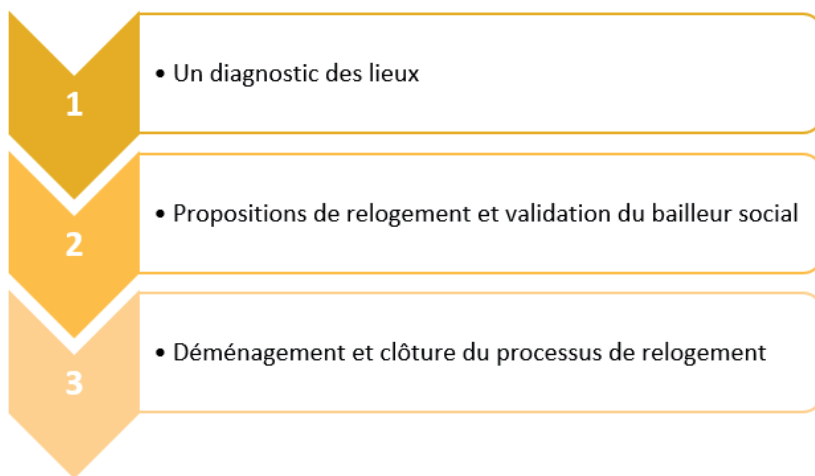 1
• Un diagnostic des lieux
2
• Propositions de relogement et validation du bailleur social
3
• Déménagement et clôture du processus de relogement